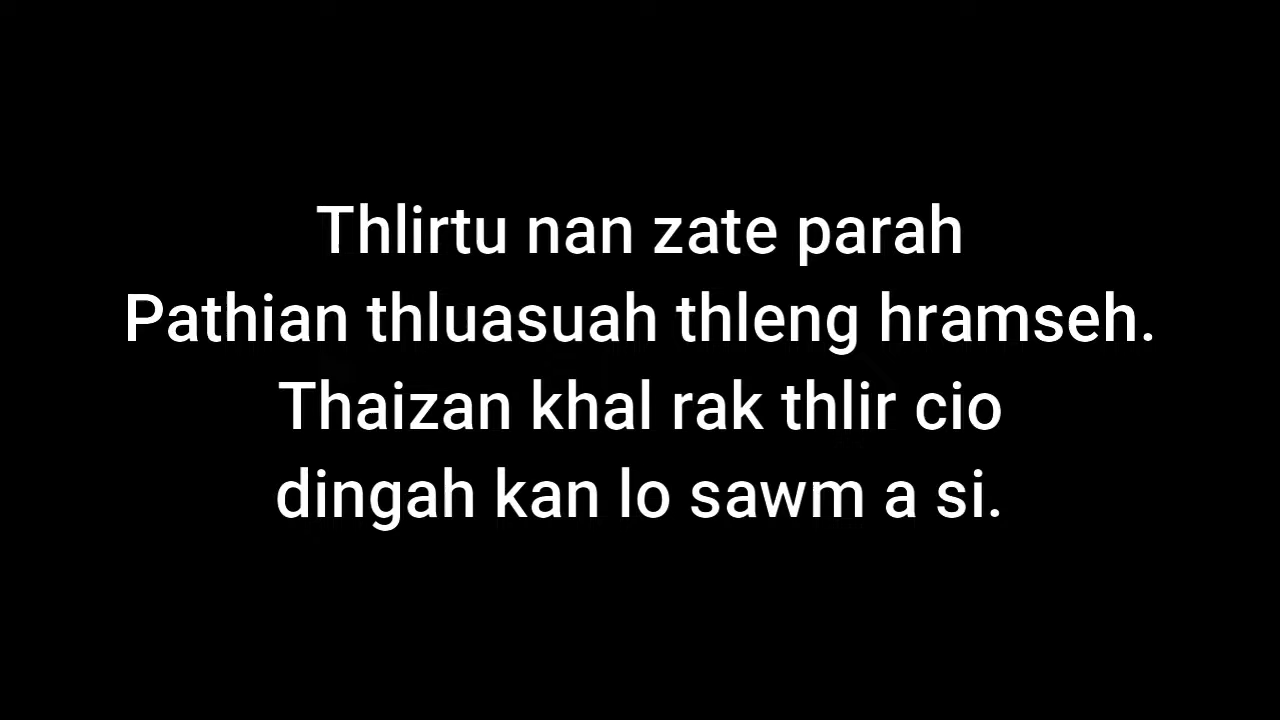 Thlirtu nan zate parah
Pathian thluasuah thleng hramseh.
Thaizan khal rak thlir cio
dingah kan lo sawm a si.